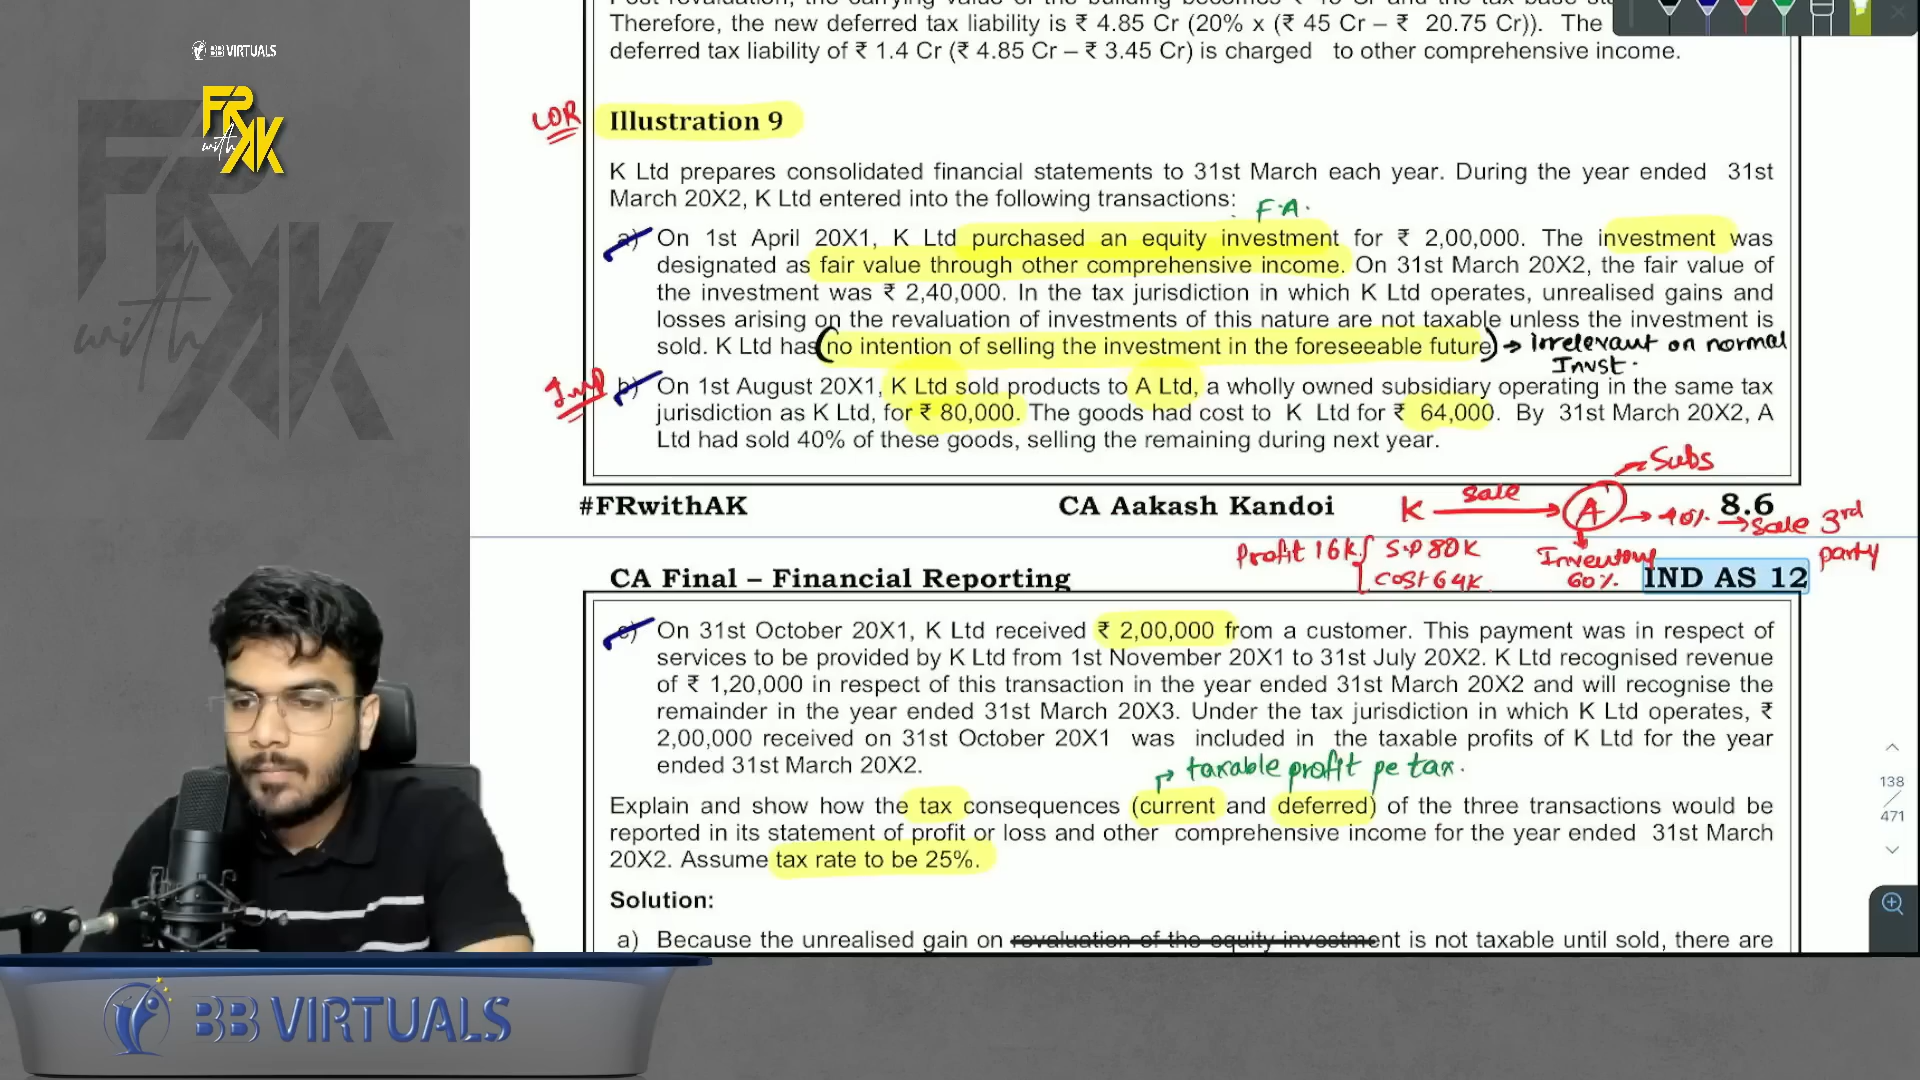 BB VIRTUALS
FR
with
AK
FR
with
AK
Therefore, the new deferred tax liability is ₹ 4.85 Cr (20% x (₹ 45 Cr – ₹ 20.75 Cr)). The
deferred tax liability of ₹ 1.4 Cr (₹ 4.85 Cr – ₹ 3.45 Cr) is charged to other comprehensive income.
LDR
Illustration 9
K Ltd prepares consolidated financial statements to 31st March each year. During the year ended 31st
March 20X2, K Ltd entered into the following transactions:
F.A.
a) On 1st April 20X1, K Ltd purchased an equity investment for ₹ 2,00,000. The investment was
designated as fair value through other comprehensive income. On 31st March 20X2, the fair value of
the investment was ₹ 2,40,000. In the tax jurisdiction in which K Ltd operates, unrealised gains and
losses arising on the revaluation of investments of this nature are not taxable unless the investment is
sold. K Ltd has (no intention of selling the investment in the foreseeable future) → irrelevant on normal
Invst.
Imp b) On 1st August 20X1, K Ltd sold products to A Ltd, a wholly owned subsidiary operating in the same tax
jurisdiction as K Ltd, for ₹ 80,000. The goods had cost to K Ltd for ₹ 64,000. By 31st March 20X2, A
Ltd had sold 40% of these goods, selling the remaining during next year.
Subs
#FRwithAK CA Aakash Kandoi 8.6
K sale → A → 40% → sale 3rd
party
Profit 16K { S.P 80K
cost 64K
Inventory
60%.
CA Final – Financial Reporting IND AS 12
c) On 31st October 20X1, K Ltd received ₹ 2,00,000 from a customer. This payment was in respect of
services to be provided by K Ltd from 1st November 20X1 to 31st July 20X2. K Ltd recognised revenue
of ₹ 1,20,000 in respect of this transaction in the year ended 31st March 20X2 and will recognise the
remainder in the year ended 31st March 20X3. Under the tax jurisdiction in which K Ltd operates, ₹
2,00,000 received on 31st October 20X1 was included in the taxable profits of K Ltd for the year
ended 31st March 20X2.
→ taxable profit pe tax.
Explain and show how the tax consequences (current and deferred) of the three transactions would be
reported in its statement of profit or loss and other comprehensive income for the year ended 31st March
20X2. Assume tax rate to be 25%.
Solution:
a) Because the unrealised gain on revaluation of the equity investment is not taxable until sold, there are
138
471
BB VIRTUALS